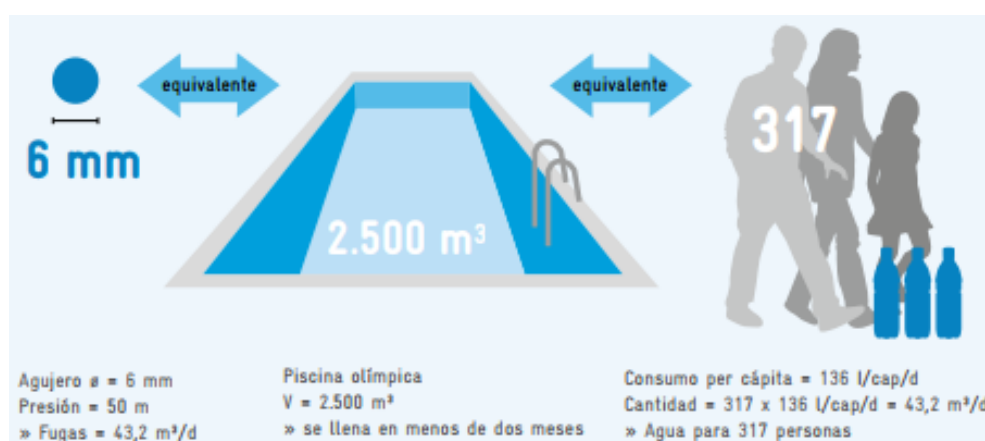 equivalente
equivalente
6 mm
2.500 m³
317
Agujero ø = 6 mm
Presión = 50 m
» Fugas = 43,2 m³/d
Piscina olímpica
V = 2.500 m³
» se llena en menos de dos meses
Consumo per cápita = 136 l/cap/d
Cantidad = 317 x 136 l/cap/d = 43,2 m³/d
» Agua para 317 personas